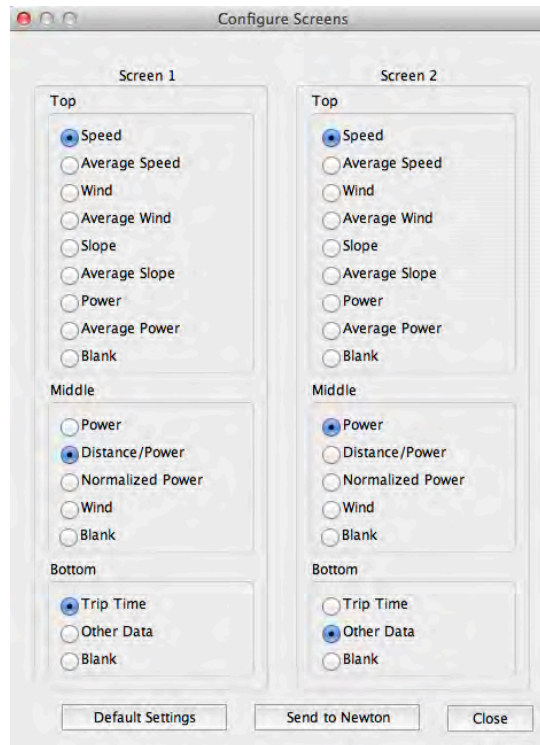 Configure Screens
Screen 1
Top
Speed
Average Speed
Wind
Average Wind
Slope
Average Slope
Power
Average Power
Blank
Middle
Power
Distance/Power
Normalized Power
Wind
Blank
Bottom
Trip Time
Other Data
Blank
Screen 2
Top
Speed
Average Speed
Wind
Average Wind
Slope
Average Slope
Power
Average Power
Blank
Middle
Power
Distance/Power
Normalized Power
Wind
Blank
Bottom
Trip Time
Other Data
Blank
Default Settings
Send to Newton
Close